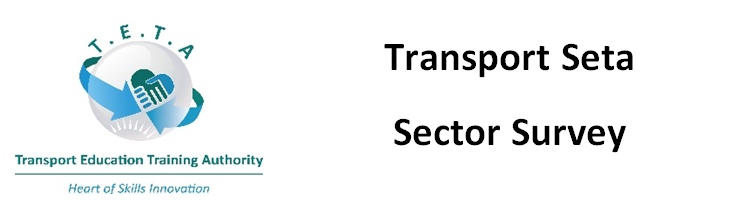 T.E.T.A
Transport Education Training Authority
Heart of Skills Innovation
Transport Seta
Sector Survey